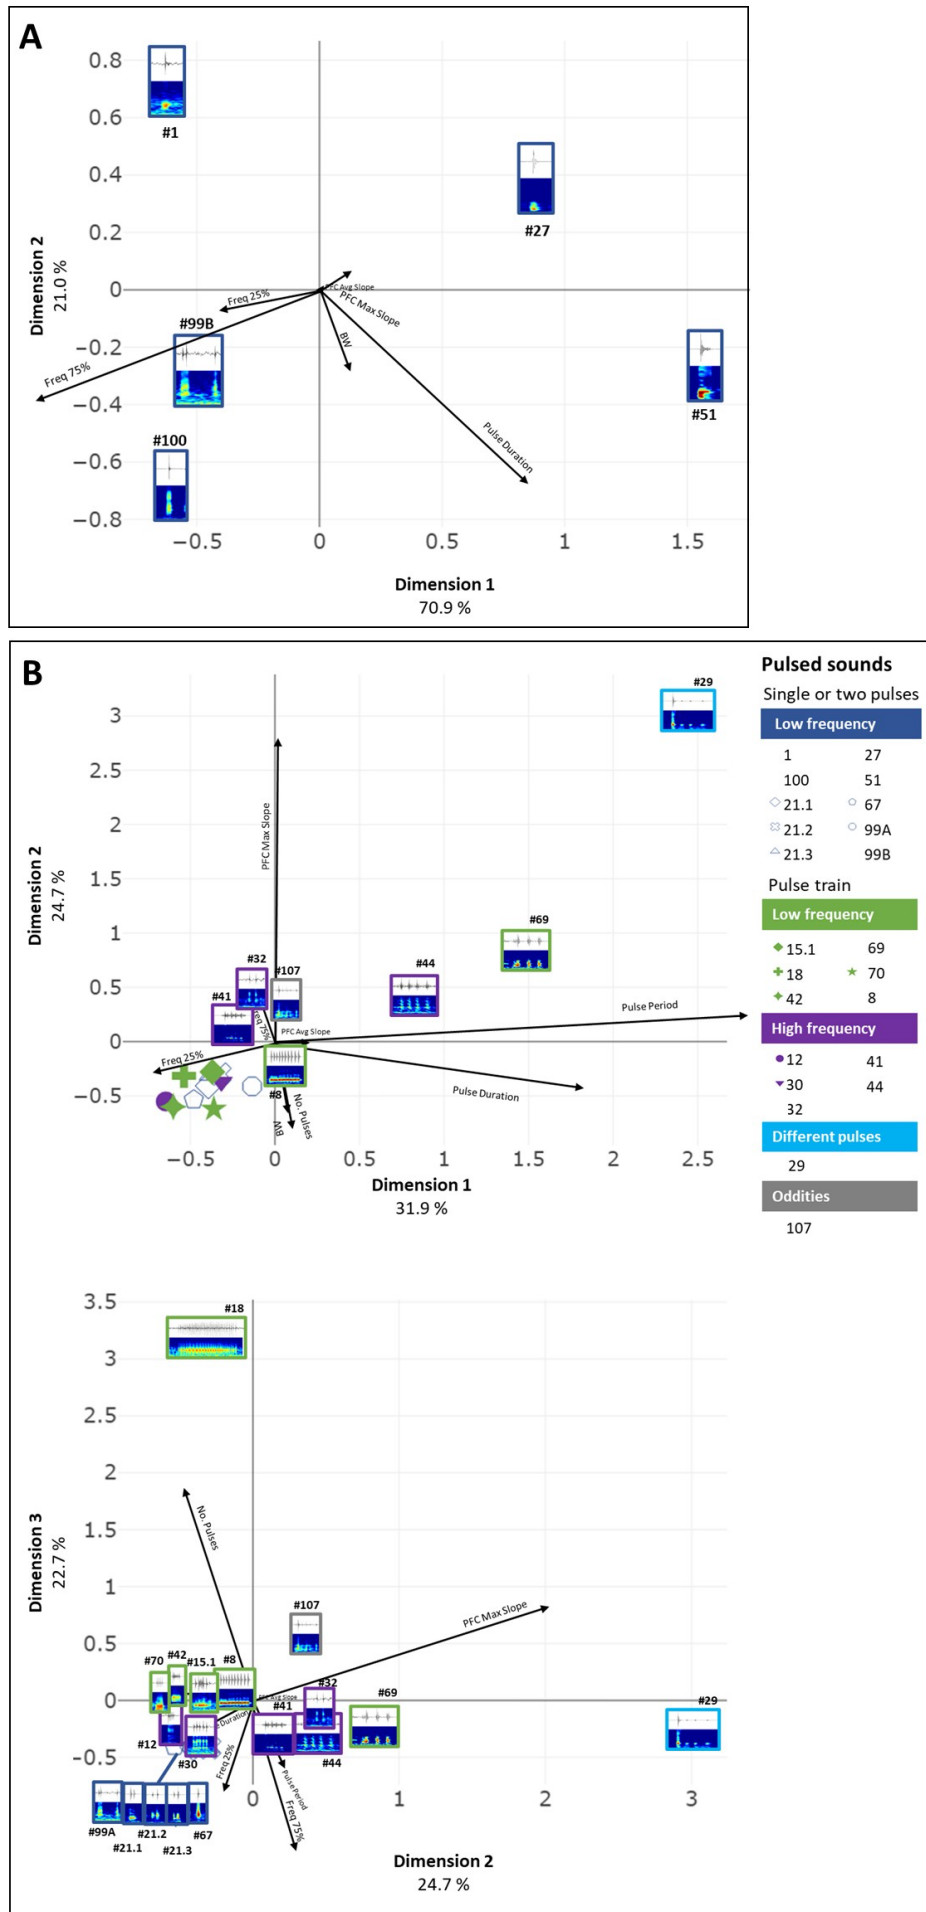 A
0.8
#1
0.6
0.4
#27
0.2
0
PFC Avg Slope
PFC Max Slope
Freq 25%
BW
#99B
−0.2
Freq 75%
−0.4
#51
#100
Pulse Duration
−0.6
−0.8
−0.5
0
0.5
1
1.5
Dimension 2
21.0 %
Dimension 1
70.9 %
B
#29
3
2.5
2
1.5
1
0.5
0
−0.5
PFC Max Slope
#69
#44
#32
#107
#41
Pulse Period
Freq 75%
PFC Avg Slope
Freq 25%
Pulse Duration
#8
No. Pulses
BW
−0.5
0
0.5
1
1.5
2
2.5
Dimension 2
24.7 %
Dimension 1
31.9 %
Pulsed sounds
Single or two pulses
Low frequency
1 27
100 51
21.1 67
21.2 99A
21.3 99B
Pulse train
Low frequency
15.1 69
18 70
42 8
High frequency
12 41
30 44
32
Different pulses
29
Oddities
107
3.5
#18
3
2.5
2
1.5
1
0.5
0
−0.5
No. Pulses
#107
PFC Max Slope
#70
#42
#15.1
#8
PFC Avg Slope
#32
#69
#29
#41
Duration
#12
#30
Freq 25%
#44
Pulse Period
Freq 75%
#99A
#21.1
#21.2
#21.3
#67
0
1
2
3
Dimension 3
22.7 %
Dimension 2
24.7 %